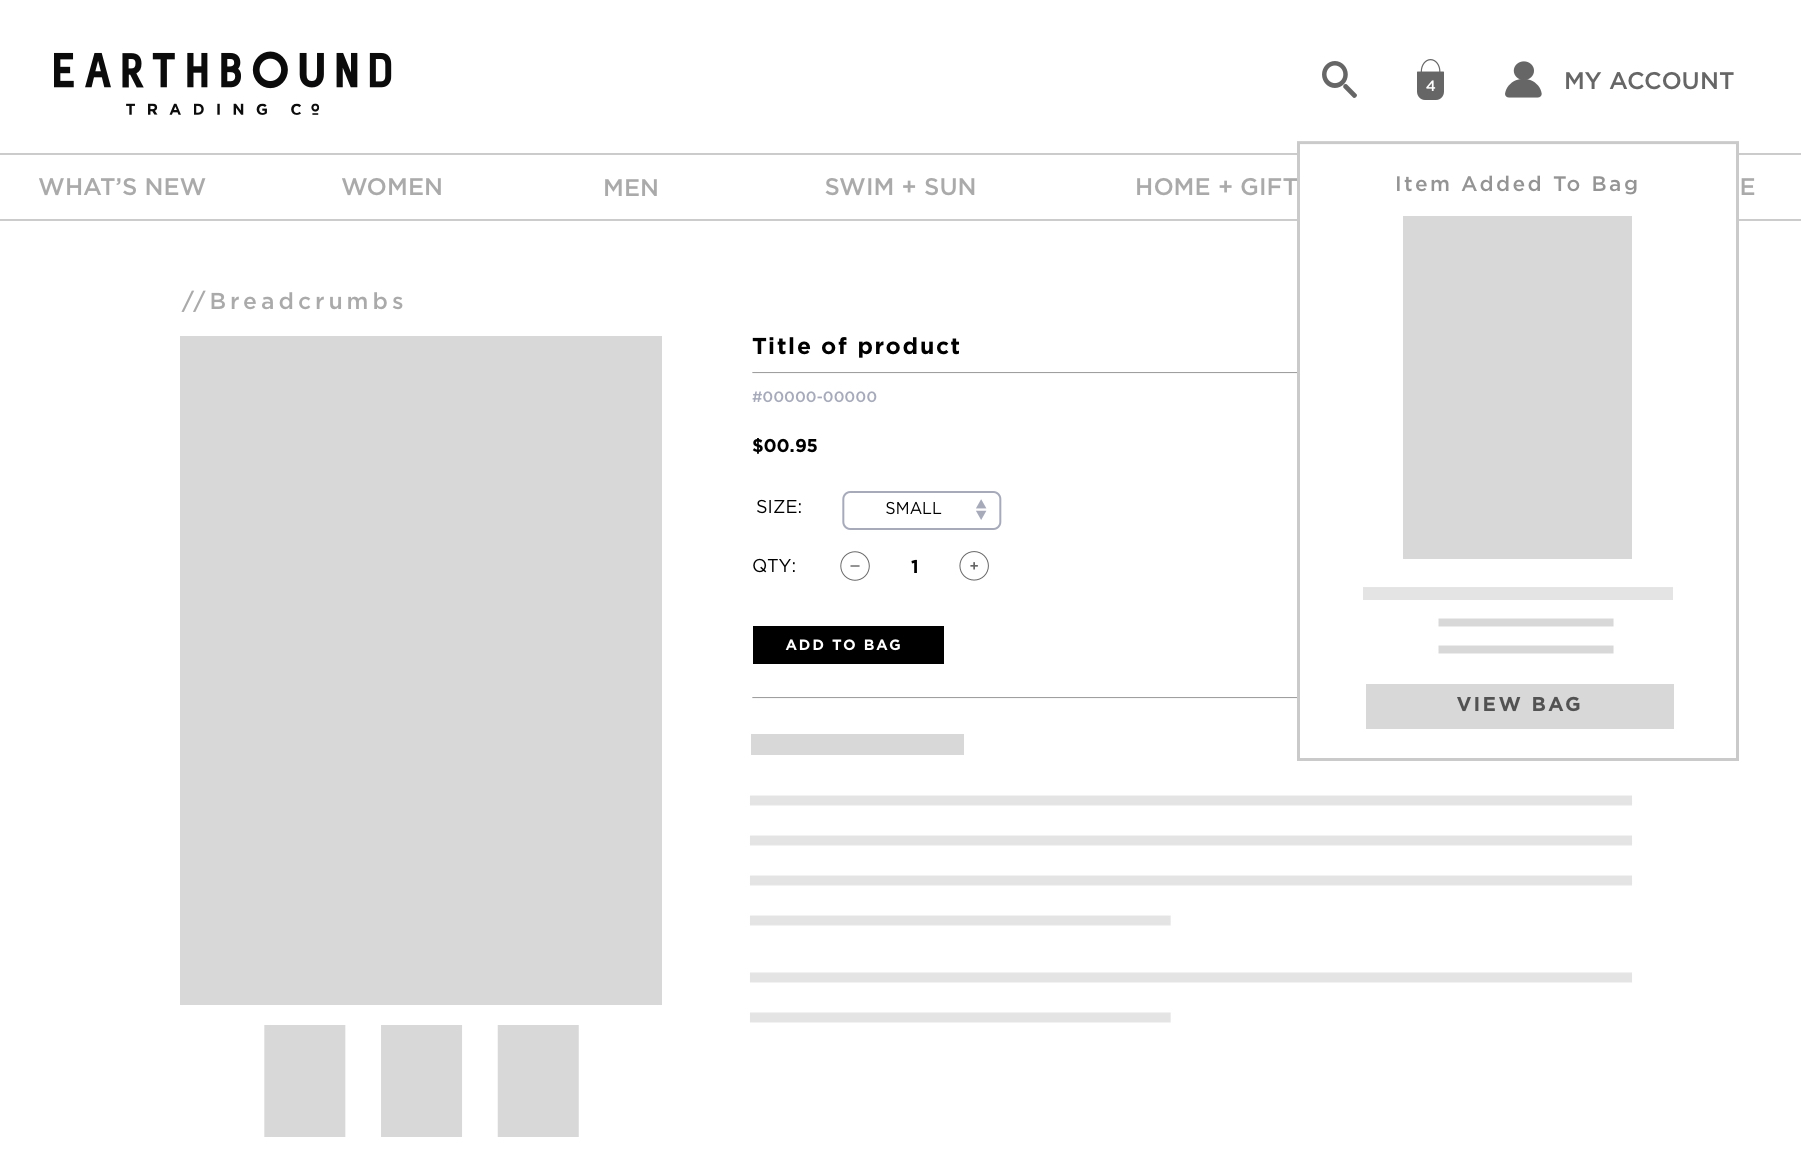 EARTHBOUND
TRADING Cº
4
MY ACCOUNT
WHAT'S NEW
WOMEN
MEN
SWIM + SUN
HOME + GIFT
E
Item Added To Bag
VIEW BAG
//Breadcrumbs
Title of product
#00000-00000
$00.95
SIZE:
SMALL
QTY:
−
1
+
ADD TO BAG